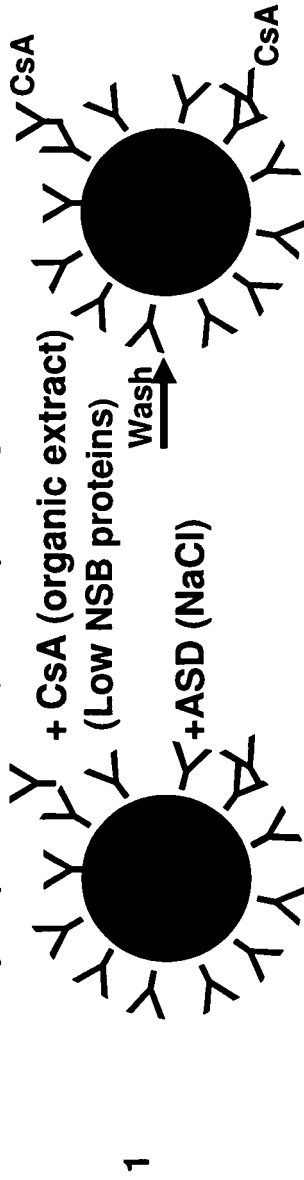 1
+ CsA (organic extract)
(Low NSB proteins)
+ASD (NaCl)
Wash
CsA
CsA